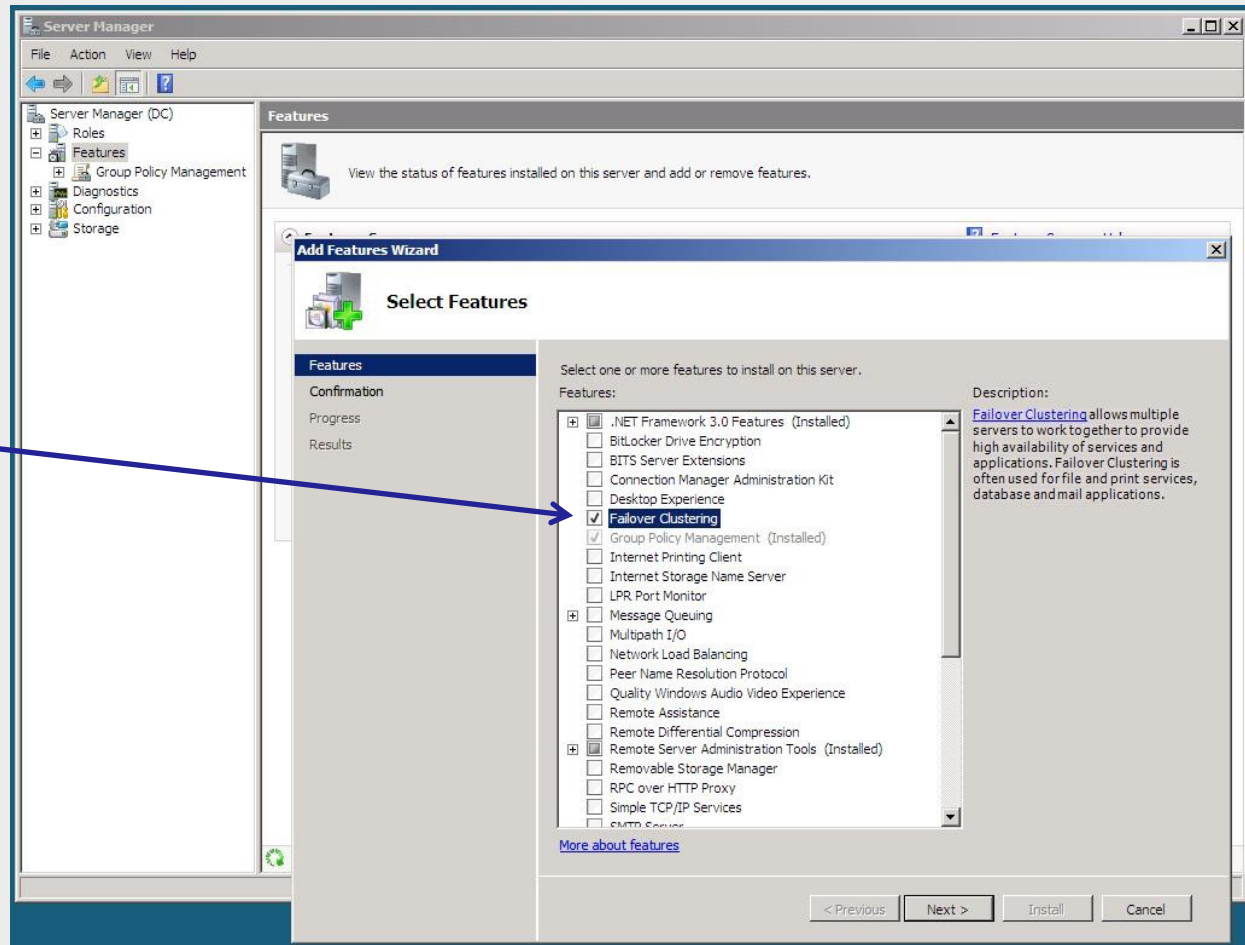 Server Manager
File Action View Help
Server Manager (DC)
Roles
Features
Group Policy Management
Diagnostics
Configuration
Storage
Features
View the status of features installed on this server and add or remove features.
Add Features Wizard
Select Features
Features
Confirmation
Progress
Results
Select one or more features to install on this server.
Features:
.NET Framework 3.0 Features (Installed)
BitLocker Drive Encryption
BITS Server Extensions
Connection Manager Administration Kit
Desktop Experience
Failover Clustering
Group Policy Management (Installed)
Internet Printing Client
Internet Storage Name Server
LPR Port Monitor
Message Queuing
Multipath I/O
Network Load Balancing
Peer Name Resolution Protocol
Quality Windows Audio Video Experience
Remote Assistance
Remote Differential Compression
Remote Server Administration Tools (Installed)
Removable Storage Manager
RPC over HTTP Proxy
Simple TCP/IP Services
SMTP Server
Description:
Failover Clustering allows multiple
servers to work together to provide
high availability of services and
applications. Failover Clustering is
often used for file and print services,
database and mail applications.
More about features
< Previous
Next >
Install
Cancel